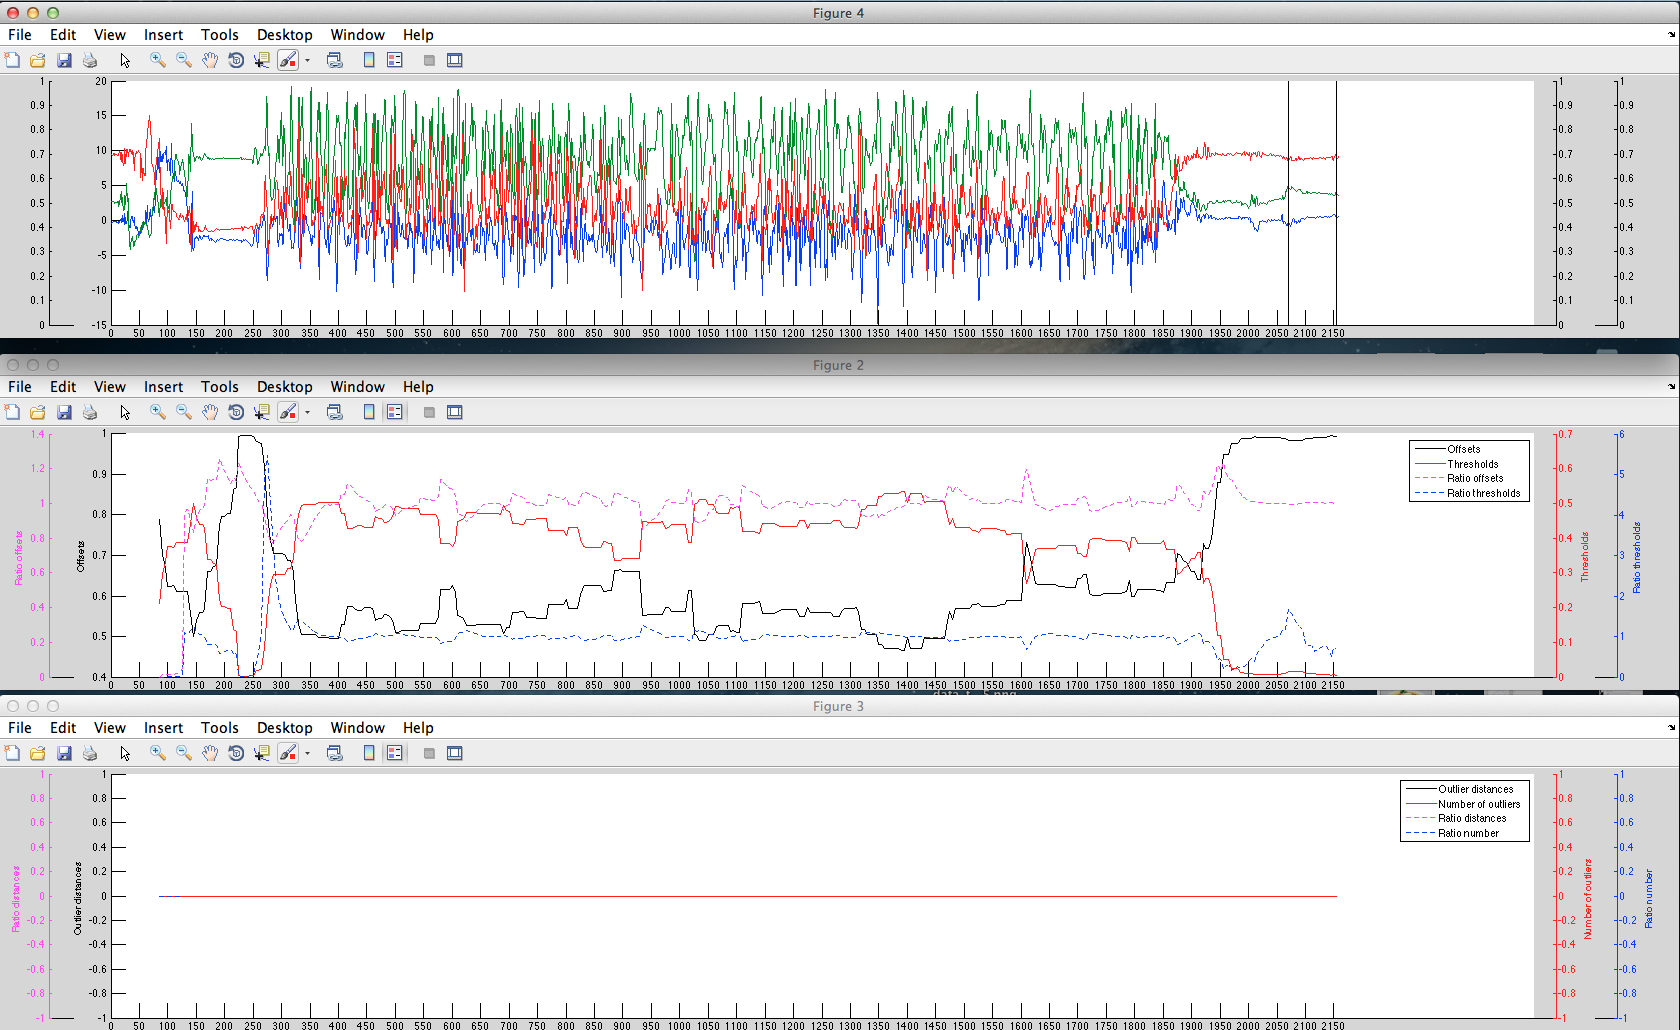 Figure 4
File Edit View Insert Tools Desktop Window Help
1 0.9 0.8 0.7 0.6 0.5 0.4 0.3 0.2 0.1 0
20 15 10 5 0 -5 -10 -15
1 0.9 0.8 0.7 0.6 0.5 0.4 0.3 0.2 0.1 0
1 0.9 0.8 0.7 0.6 0.5 0.4 0.3 0.2 0.1 0
0 50 100 150 200 250 300 350 400 450 500 550 600 650 700 750 800 850 900 950 1000 1050 1100 1150 1200 1250 1300 1350 1400 1450 1500 1550 1600 1650 1700 1750 1800 1850 1900 1950 2000 2050 2100 2150
Figure 2
File Edit View Insert Tools Desktop Window Help
1.4 1.2 1 0.8 0.6 0.4 0.2 0
Ratio offsets
1 0.9 0.8 0.7 0.6 0.5 0.4
Offsets
Offsets
Thresholds
Ratio offsets
Ratio thresholds
0.7 0.6 0.5 0.4 0.3 0.2 0.1 0
Thresholds
6 5 4 3 2 1 0
Ratio thresholds
0 50 100 150 200 250 300 350 400 450 500 550 600 650 700 750 800 850 900 950 1000 1050 1100 1150 1200 1250 1300 1350 1400 1450 1500 1550 1600 1650 1700 1750 1800 1850 1900 1950 2000 2050 2100 2150
Figure 3
File Edit View Insert Tools Desktop Window Help
1 0.8 0.6 0.4 0.2 0 -0.2 -0.4 -0.6 -0.8 -1
Ratio distances
1 0.8 0.6 0.4 0.2 0 -0.2 -0.4 -0.6 -0.8 -1
Outlier distances
Outlier distances
Number of outliers
Ratio distances
Ratio number
1 0.8 0.6 0.4 0.2 0 -0.2 -0.4 -0.6 -0.8 -1
Number of outliers
1 0.8 0.6 0.4 0.2 0 -0.2 -0.4 -0.6 -0.8 -1
Ratio number
0 50 100 150 200 250 300 350 400 450 500 550 600 650 700 750 800 850 900 950 1000 1050 1100 1150 1200 1250 1300 1350 1400 1450 1500 1550 1600 1650 1700 1750 1800 1850 1900 1950 2000 2050 2100 2150